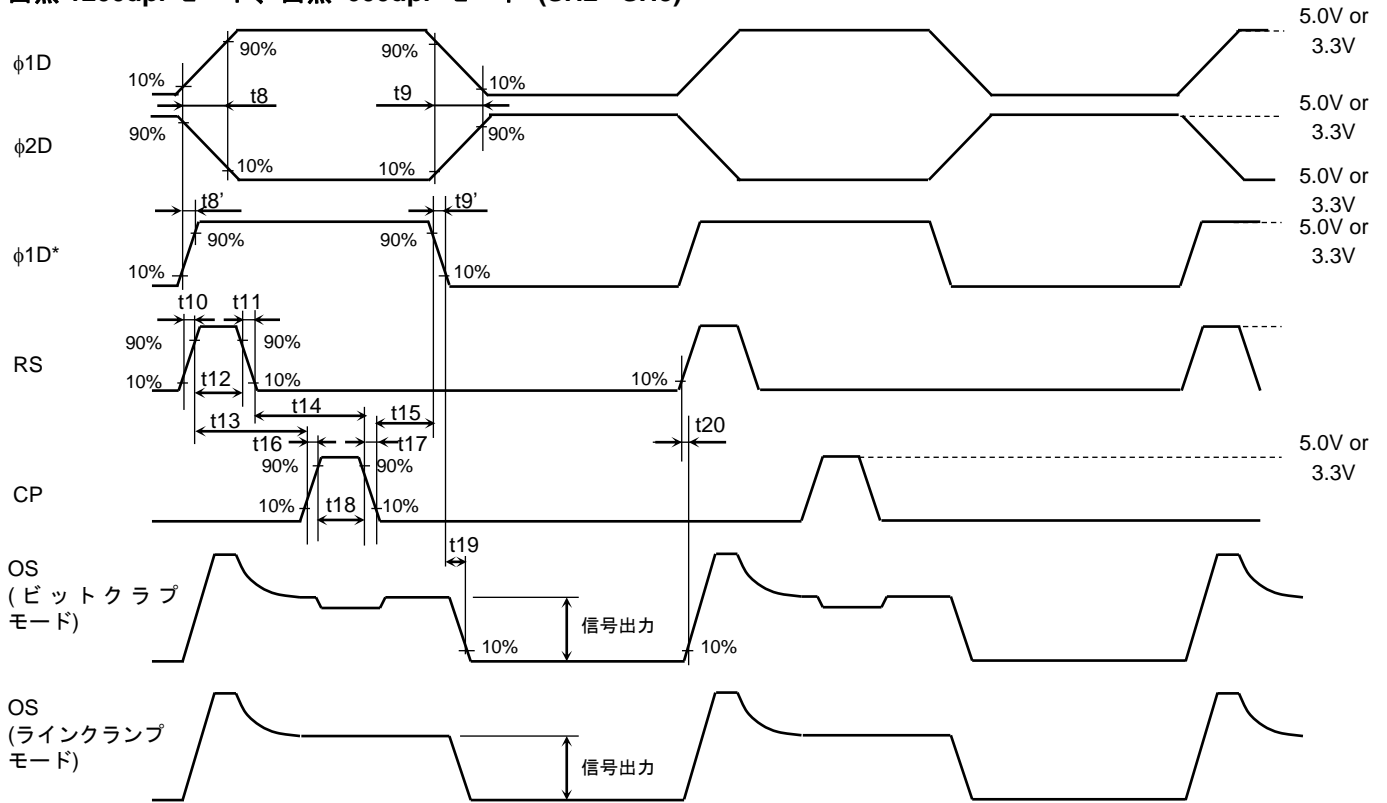 5.0V or
3.3V
φ1D
90%
90%
10%
10%
t8
t9
5.0V or
3.3V
90%
90%
φ2D
10%
10%
5.0V or
3.3V
t8'
t9'
5.0V or
3.3V
90%
90%
φ1D*
10%
10%
t10
t11
90%
90%
RS
10%
t12
10%
10%
t14
t13
t15
t20
t16
t17
5.0V or
3.3V
90%
90%
CP
10%
t18
10%
t19
OS
(ビットクラプ
モード)
信号出力
10%
10%
OS
(ラインクランプ
モード)
信号出力